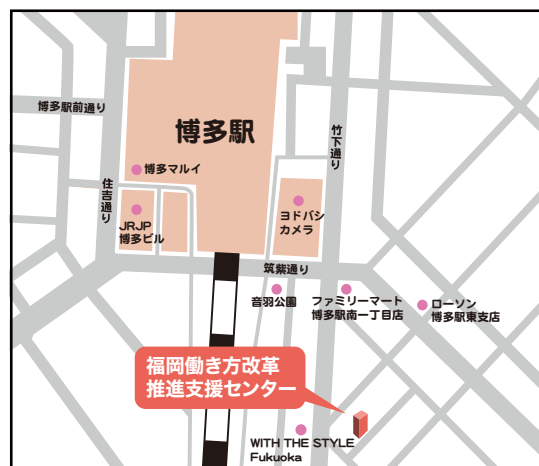 博多駅前通り
博多駅
竹下通り
博多マルイ
住吉通り
JRJP
博多ビル
ヨドバシ
カメラ
筑紫通り
音羽公園
ファミリーマート
博多駅南一丁目店
ローソン
博多駅東支店
福岡働き方改革
推進支援センター
WITH THE STYLE
Fukuoka